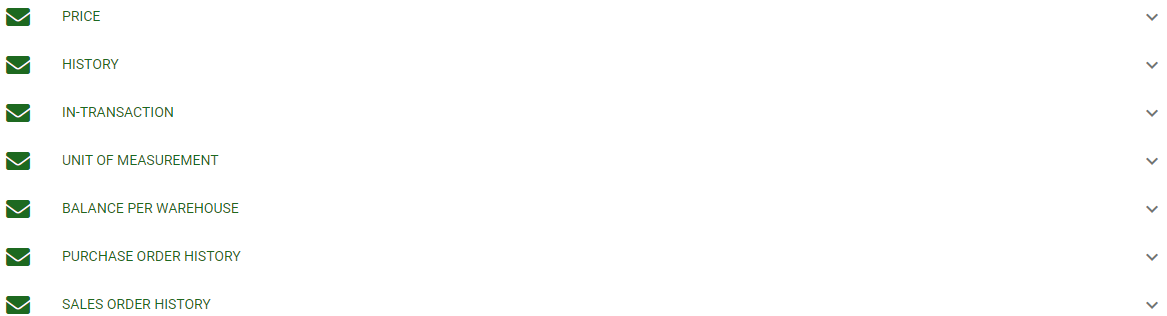 PRICE
HISTORY
IN-TRANSACTION
UNIT OF MEASUREMENT
BALANCE PER WAREHOUSE
PURCHASE ORDER HISTORY
SALES ORDER HISTORY